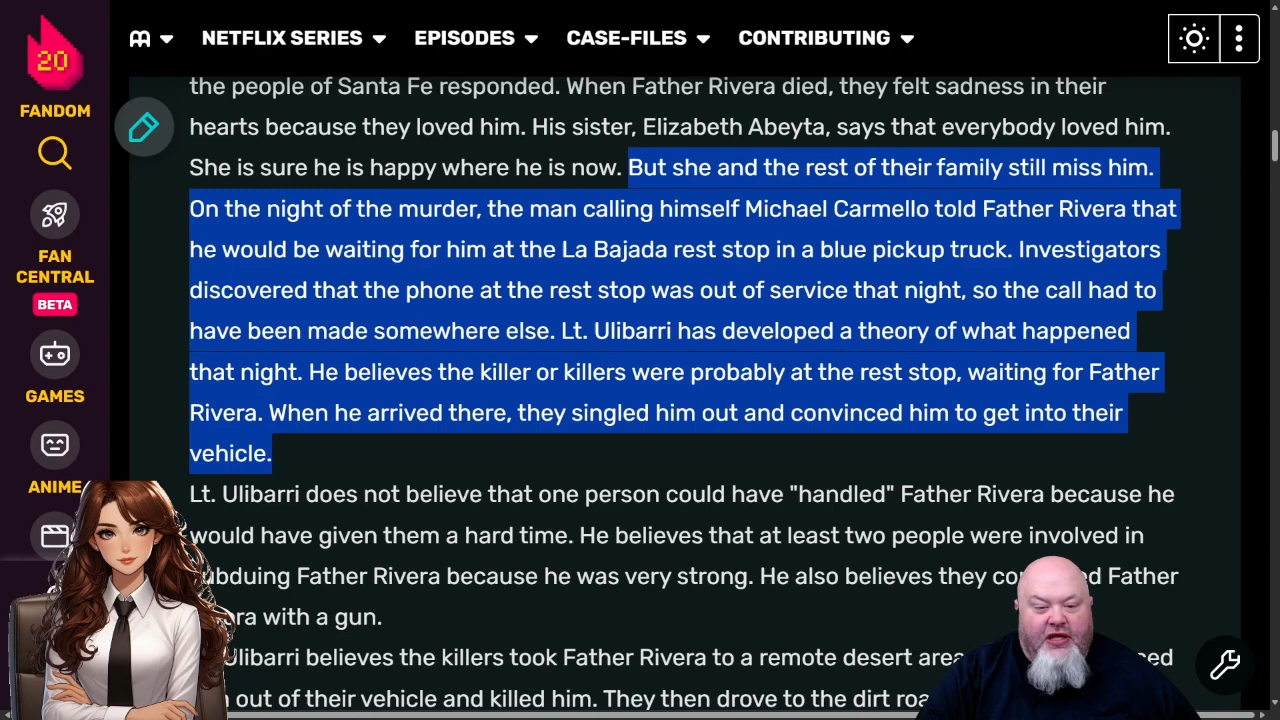 NETFLIX SERIES EPISODES CASE-FILES CONTRIBUTING
20
FANDOM
FAN
CENTRAL
BETA
GAMES
ANIME
the people of Santa Fe responded. When Father Rivera died, they felt sadness in their
hearts because they loved him. His sister, Elizabeth Abeyta, says that everybody loved him.
She is sure he is happy where he is now. But she and the rest of their family still miss him.
On the night of the murder, the man calling himself Michael Carmello told Father Rivera that
he would be waiting for him at the La Bajada rest stop in a blue pickup truck. Investigators
discovered that the phone at the rest stop was out of service that night, so the call had to
have been made somewhere else. Lt. Ulibarri has developed a theory of what happened
that night. He believes the killer or killers were probably at the rest stop, waiting for Father
Rivera. When he arrived there, they singled him out and convinced him to get into their
vehicle.
Lt. Ulibarri does not believe that one person could have "handled" Father Rivera because he
would have given them a hard time. He believes that at least two people were involved in
ubduing Father Rivera because he was very strong. He also believes they Father
with a gun.
Ulibarri believes the killers took Father Rivera to a remote desert area
out of their vehicle and killed him. They then drove to the dirt